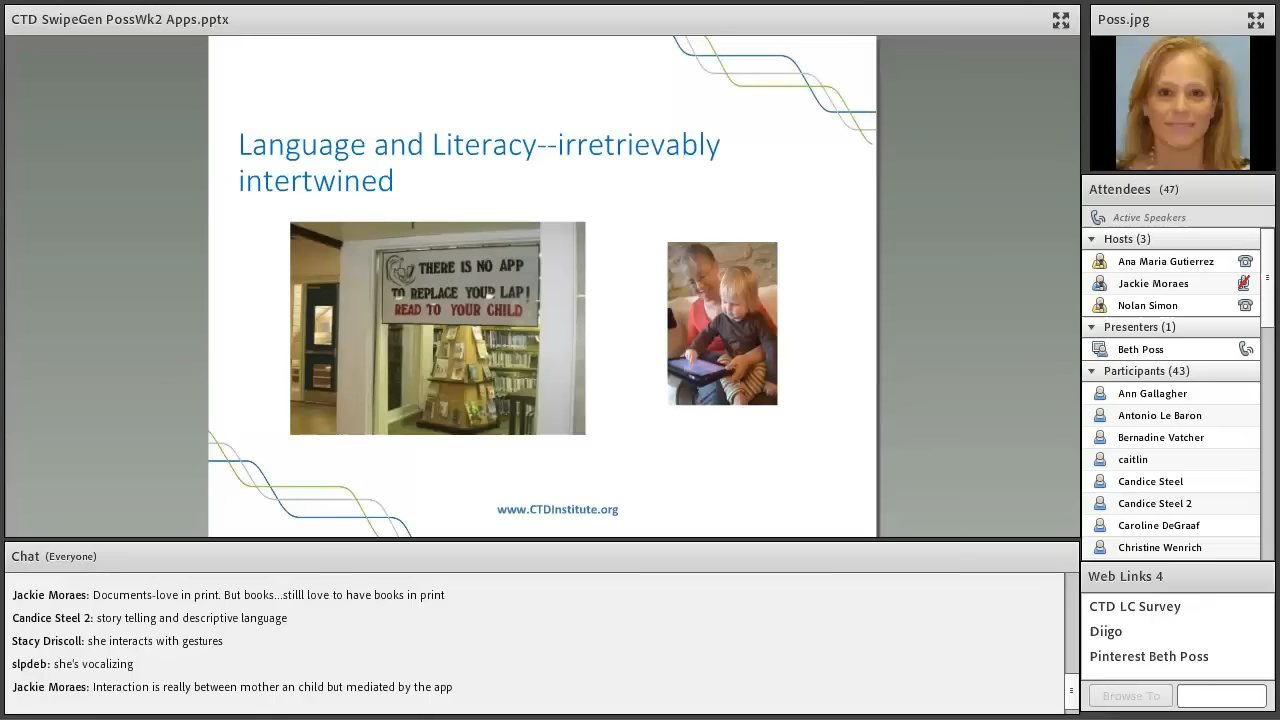 CTD SwipeGen PossWk2 Apps.pptx
Language and Literacy--irretrievably
intertwined
THERE IS NO APP
TO REPLACE YOUR LAP!
READ TO YOUR CHILD
www.CTDInstitute.org
Chat (Everyone)
Jackie Moraes: Documents-love in print. But books...stilll love to have books in print
Candice Steel 2: story telling and descriptive language
Stacy Driscoll: she interacts with gestures
slpdeb: she's vocalizing
Jackie Moraes: Interaction is really between mother an child but mediated by the app
Poss.jpg
Attendees (47)
Active Speakers
Hosts (3)
Ana Maria Gutierrez
Jackie Moraes
Nolan Simon
Presenters (1)
Beth Poss
Participants (43)
Ann Gallagher
Antonio Le Baron
Bernadine Vatcher
caitlin
Candice Steel
Candice Steel 2
Caroline DeGraaf
Christine Wenrich
Web Links 4
CTD LC Survey
Diigo
Pinterest Beth Poss
Browse To